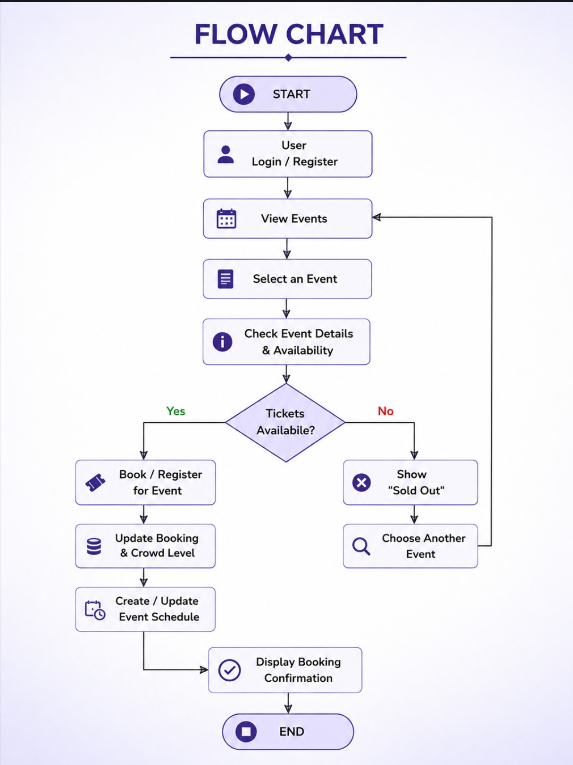 FLOW CHART
START
User
Login / Register
View Events
Select an Event
Check Event Details
& Availability
Tickets
Availabile?
Yes
No
Book / Register
for Event
Show
"Sold Out"
Update Booking
& Crowd Level
Choose Another
Event
Create / Update
Event Schedule
Display Booking
Confirmation
END